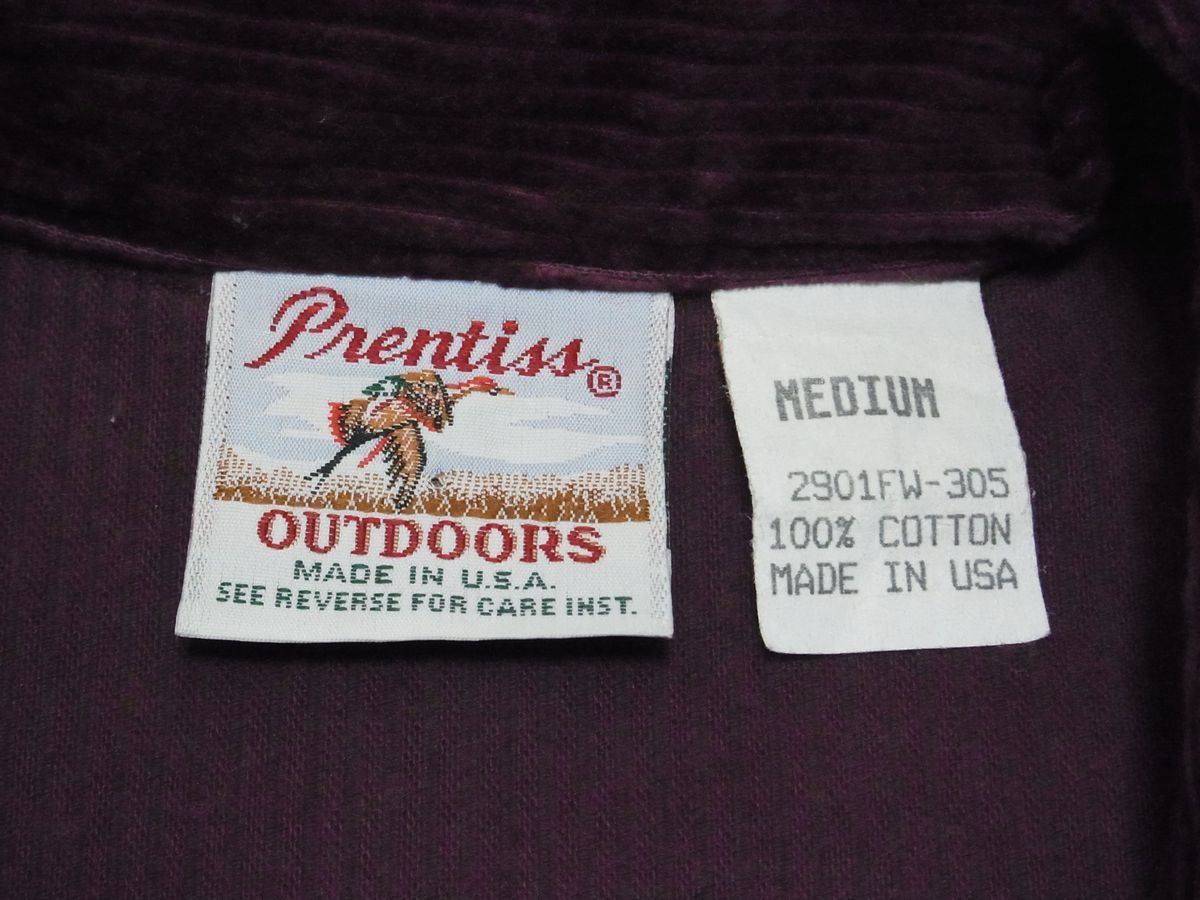 Prentiss®
OUTDOORS
MADE IN U.S.A.
SEE REVERSE FOR CARE INST.
MEDIUM
2901FW-305
100% COTTON
MADE IN USA